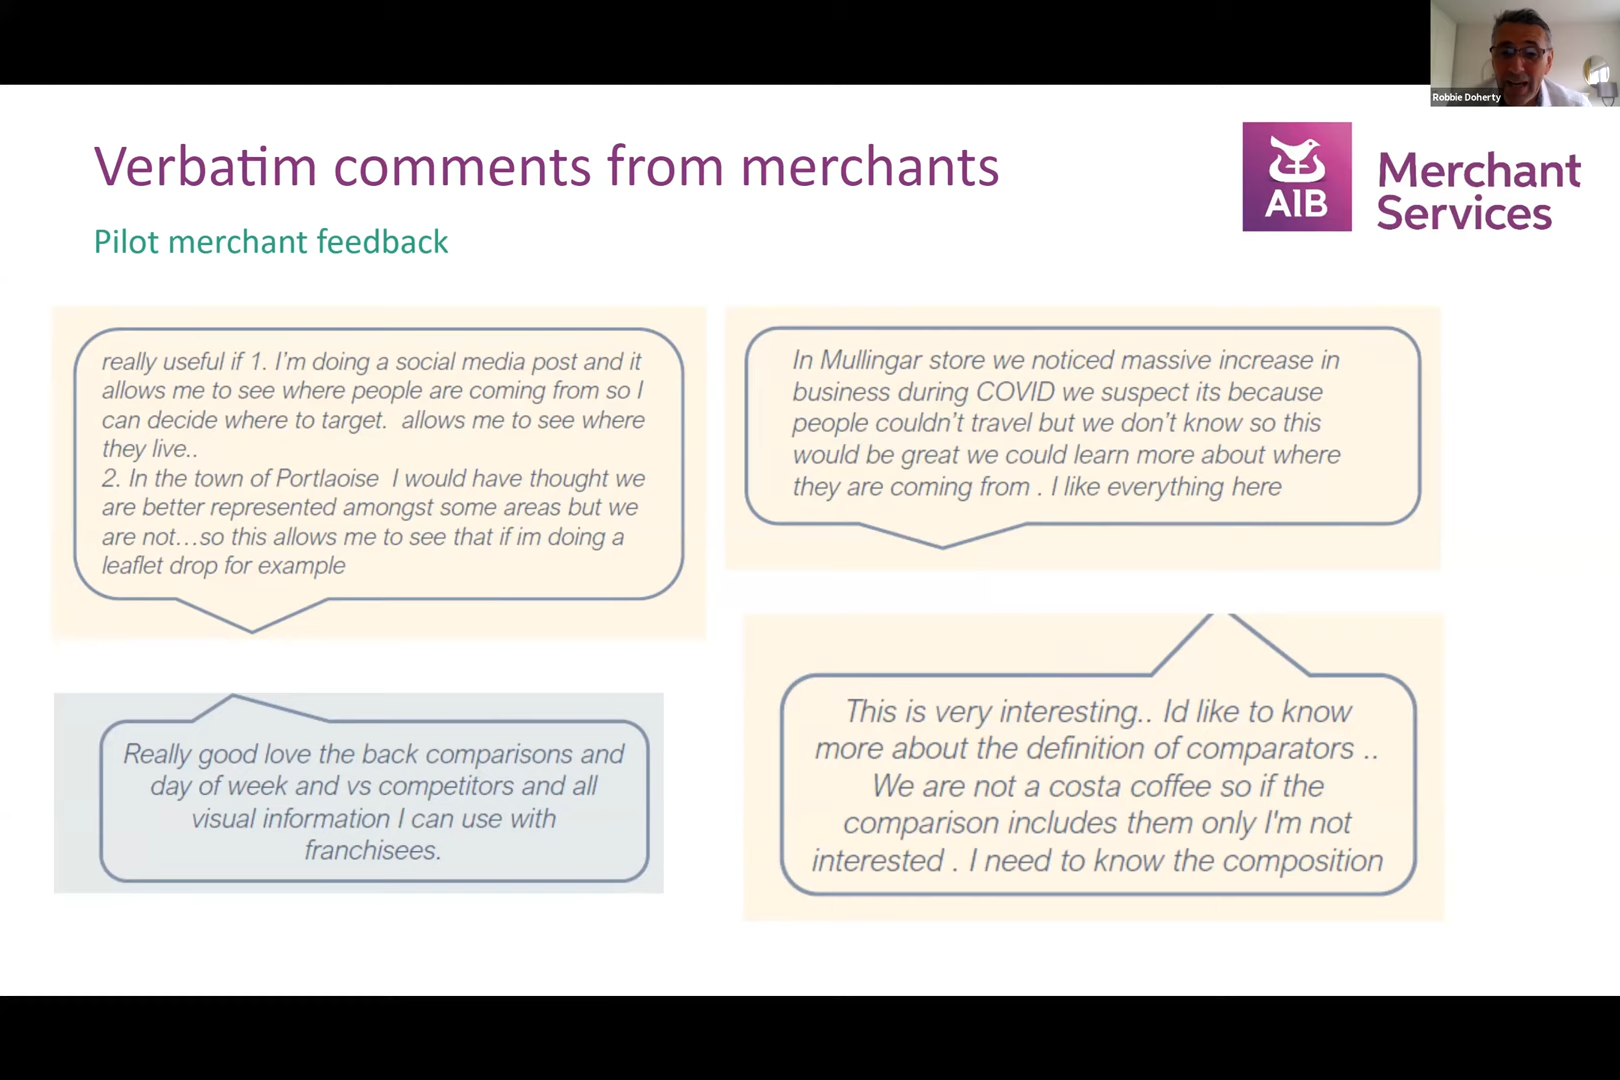 Robbie Doherty
Verbatim comments from merchants
Pilot merchant feedback
AIB
Merchant
Services
really useful if 1. I'm doing a social media post and it
allows me to see where people are coming from so I
can decide where to target.  allows me to see where
they live..
2. In the town of Portlaoise  I would have thought we
are better represented amongst some areas but we
are not…so this allows me to see that if im doing a
leaflet drop for example
In Mullingar store we noticed massive increase in
business during COVID we suspect its because
people couldn't travel but we don't know so this
would be great we could learn more about where
they are coming from . I like everything here
Really good love the back comparisons and
day of week and vs competitors and all
visual information I can use with
franchisees.
This is very interesting.. Id like to know
more about the definition of comparators ..
We are not a costa coffee so if the
comparison includes them only I'm not
interested . I need to know the composition